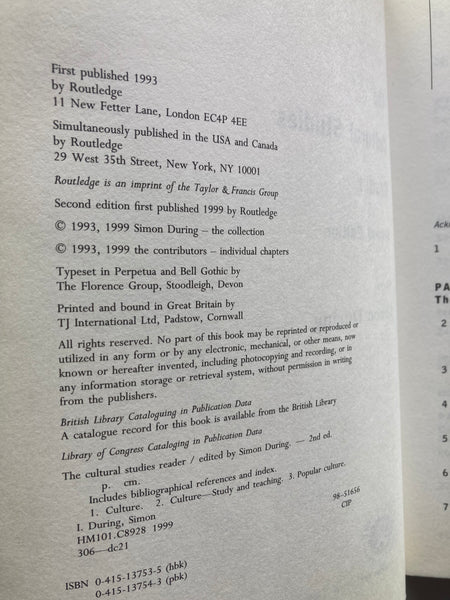 First published 1993
by Routledge
11 New Fetter Lane, London EC4P 4EE
Simultaneously published in the USA and Canada
by Routledge
29 West 35th Street, New York, NY 10001
Routledge is an imprint of the Taylor & Francis Group
Second edition first published 1999 by Routledge
© 1993, 1999 Simon During – the collection
© 1993, 1999 the contributors – individual chapters
Typeset in Perpetua and Bell Gothic by
The Florence Group, Stoodleigh, Devon
Printed and bound in Great Britain by
TJ International Ltd, Padstow, Cornwall
All rights reserved. No part of this book may be reprinted or reproduced or
utilized in any form or by any electronic, mechanical, or other means, now
known or hereafter invented, including photocopying and recording, or in
any information storage or retrieval system, without permission in writing
from the publishers.
British Library Cataloguing in Publication Data
A catalogue record for this book is available from the British Library
Library of Congress Cataloging in Publication Data
The cultural studies reader / edited by Simon During. — 2nd ed.
p. cm.
Includes bibliographical references and index.
1. Culture. 2. Culture—Study and teaching. 3. Popular culture.
I. During, Simon
HM101.C8928 1999
306—dc21
98-51656
CIP
ISBN 0-415-13753-5 (hbk)
0-415-13754-3 (pbk)
Ackn
1
PA
Th
2
3
4
5
6
7